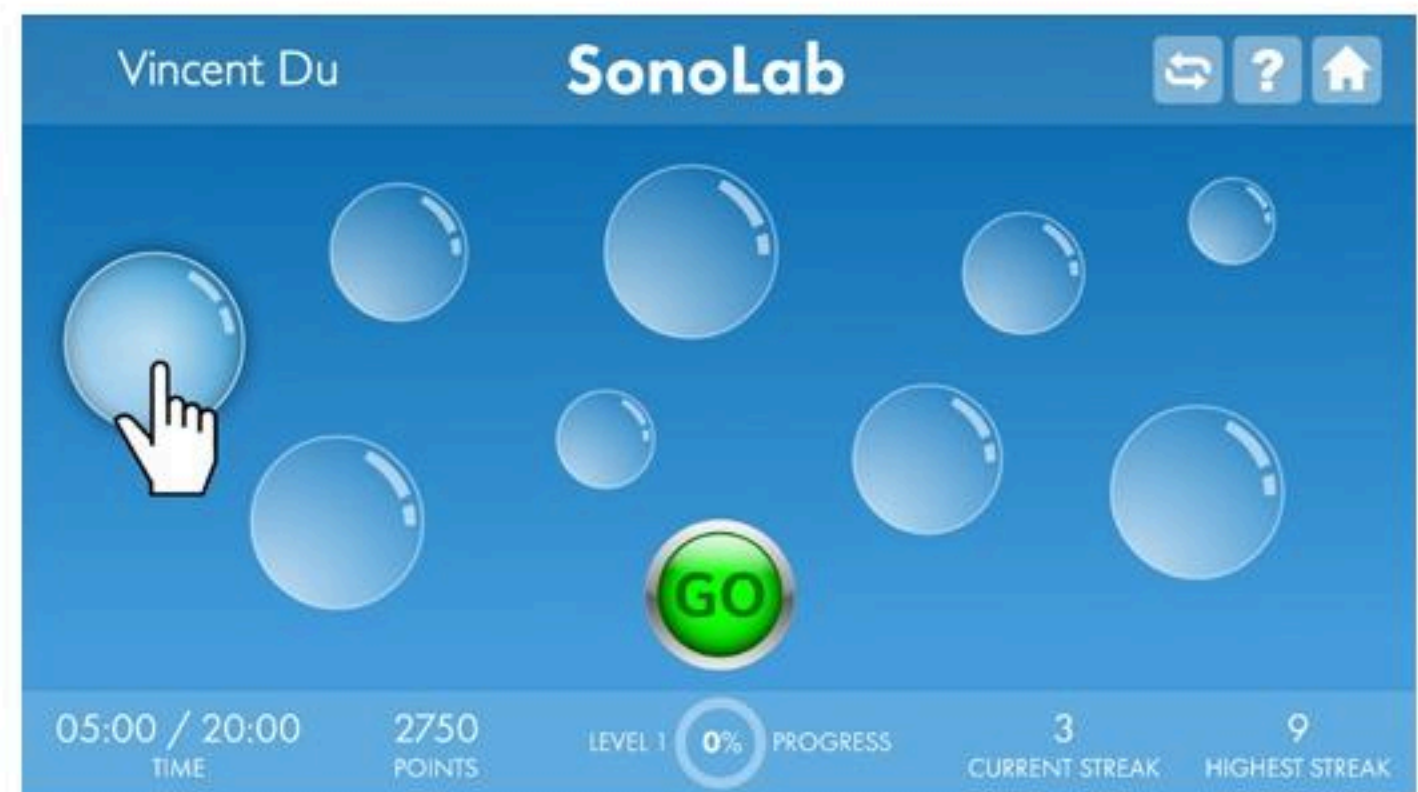 Vincent Du
SonoLab
?
GO
05:00 / 20:00
TIME
2750
POINTS
LEVEL 1 0% PROGRESS
3
CURRENT STREAK
9
HIGHEST STREAK